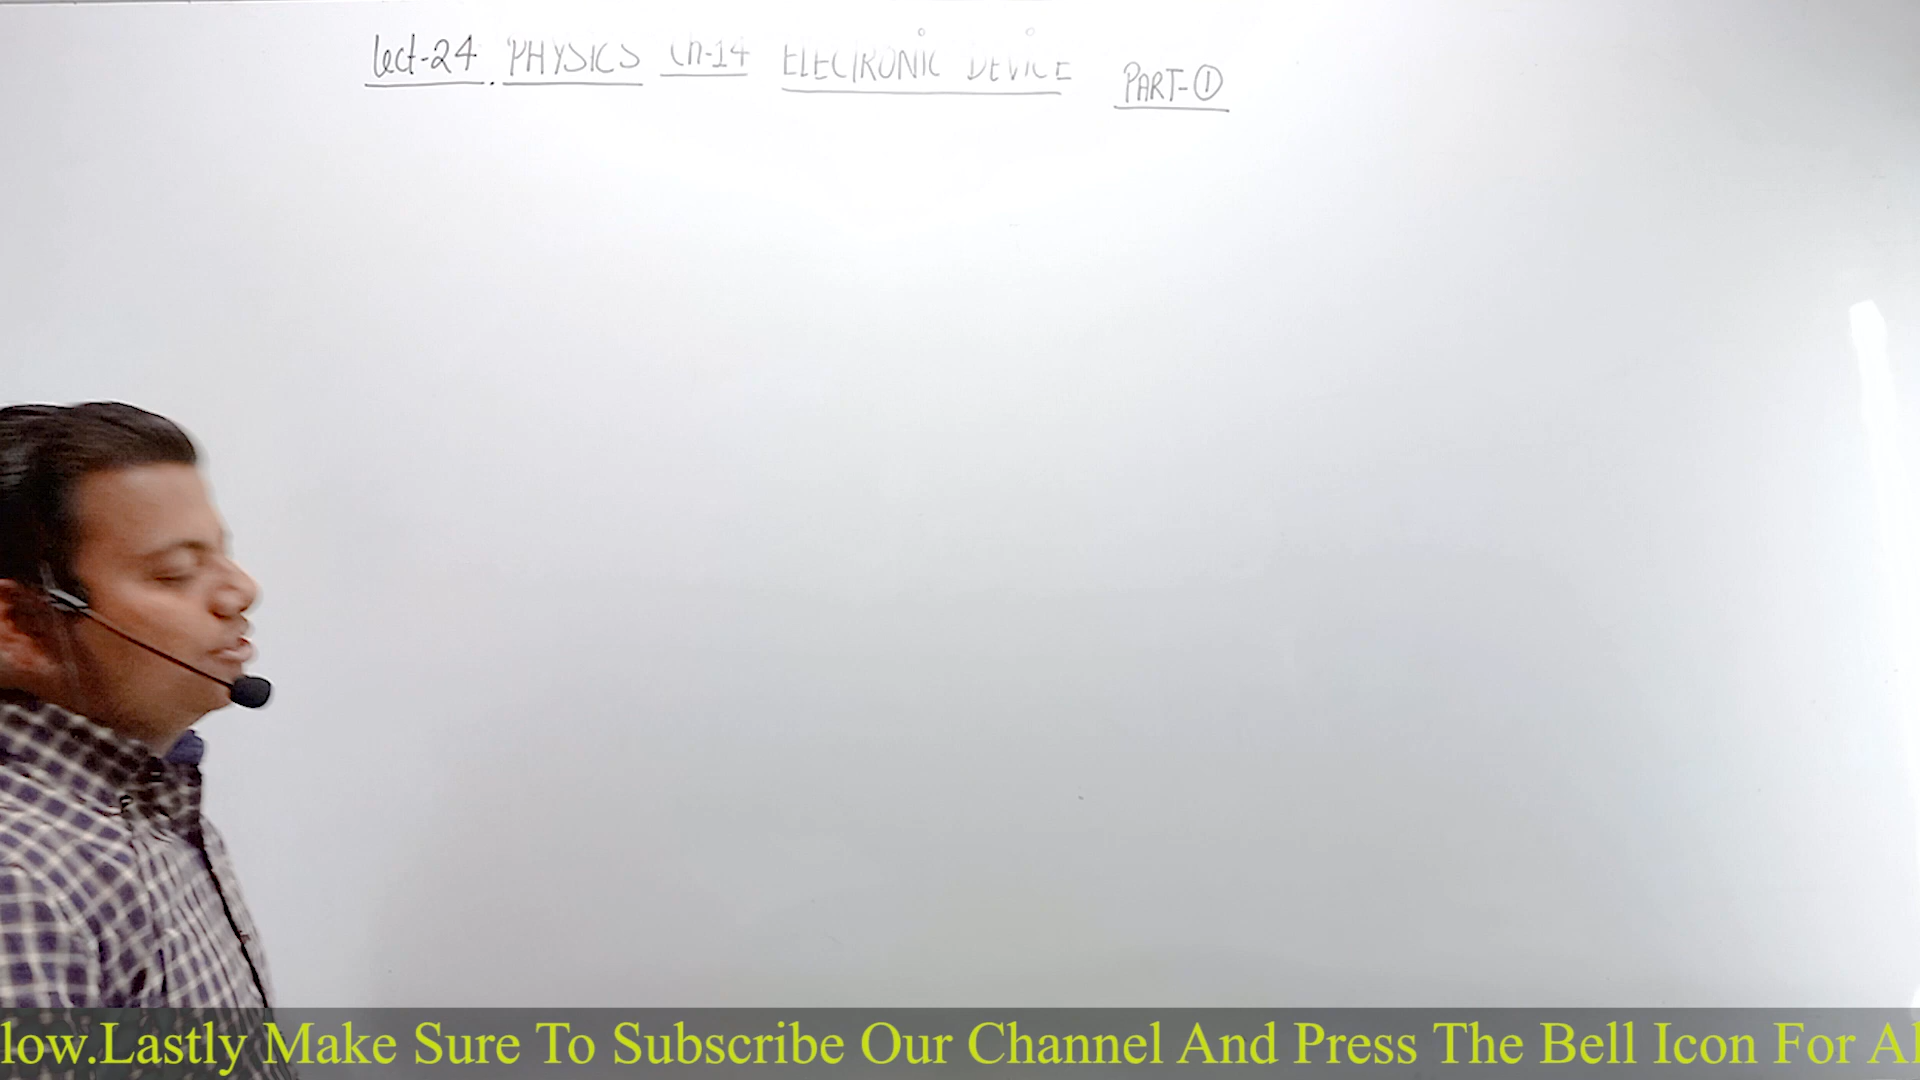 Lect-24. PHYSICS Ch-14 ELECTRONIC DEVICE PART-①
low.Lastly Make Sure To Subscribe Our Channel And Press The Bell Icon For Al